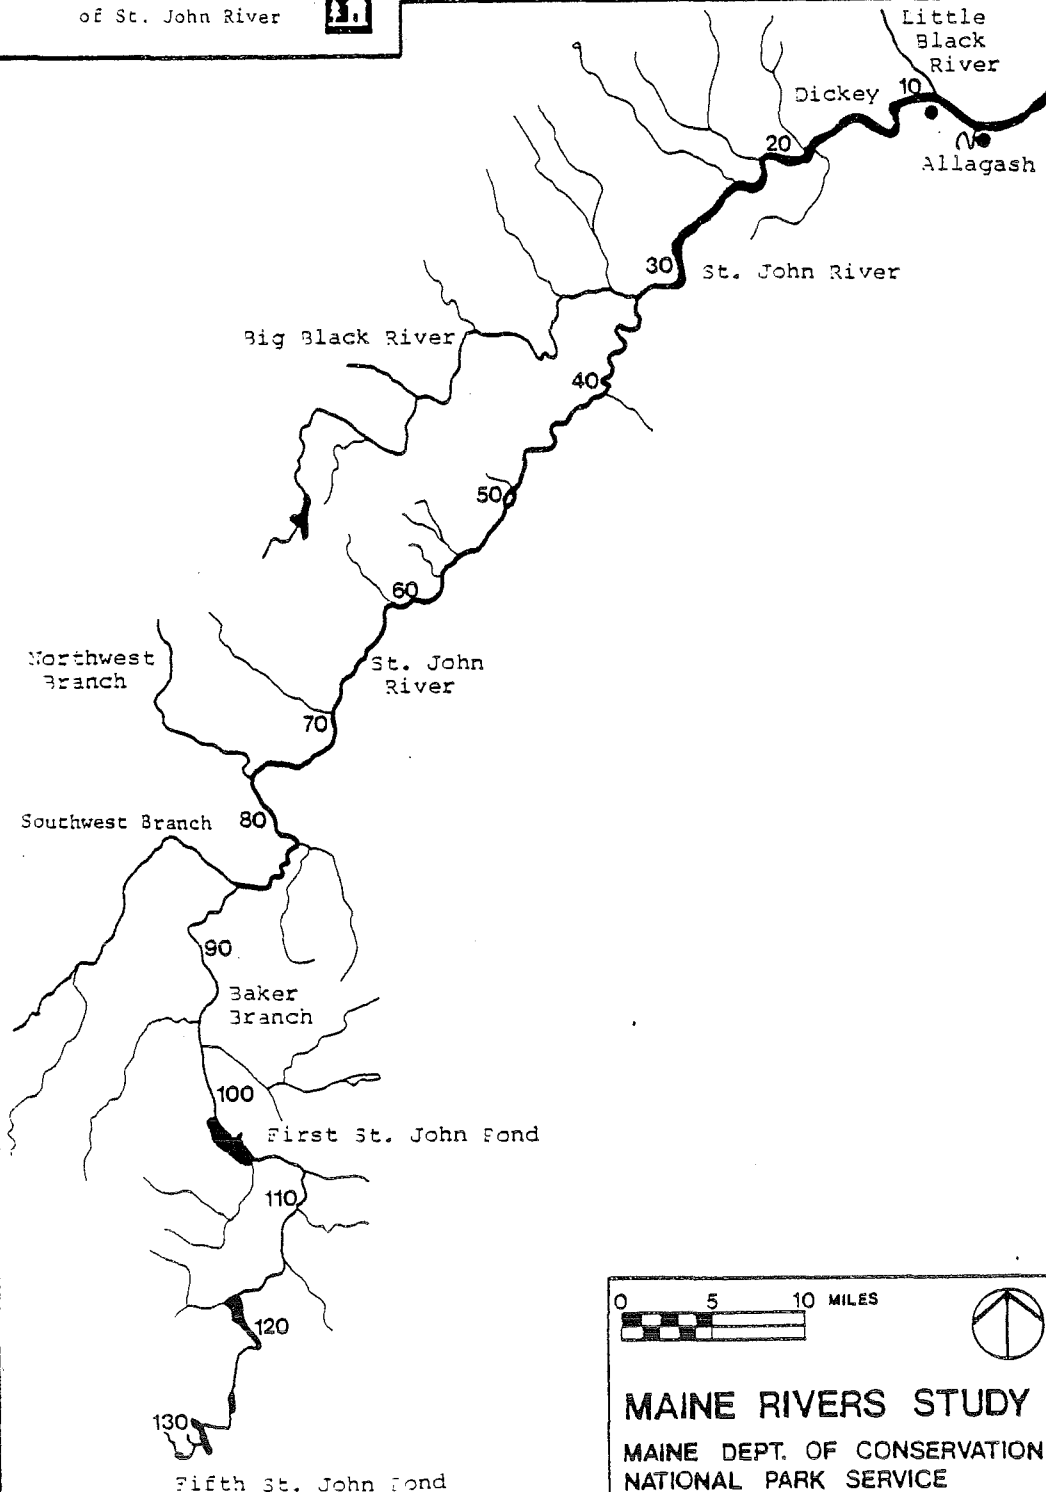 of St. John River
Little
Black
River
10
Dickey
20
Allagash
30
St. John River
Big Black River
40
50
60
Northwest
Branch
St. John
River
70
80
Southwest Branch
90
Baker
Branch
100
First St. John Pond
110
0 5 10 MILES
120
MAINE RIVERS STUDY
130
MAINE DEPT. OF CONSERVATION
NATIONAL PARK SERVICE
Fifth St. John Pond